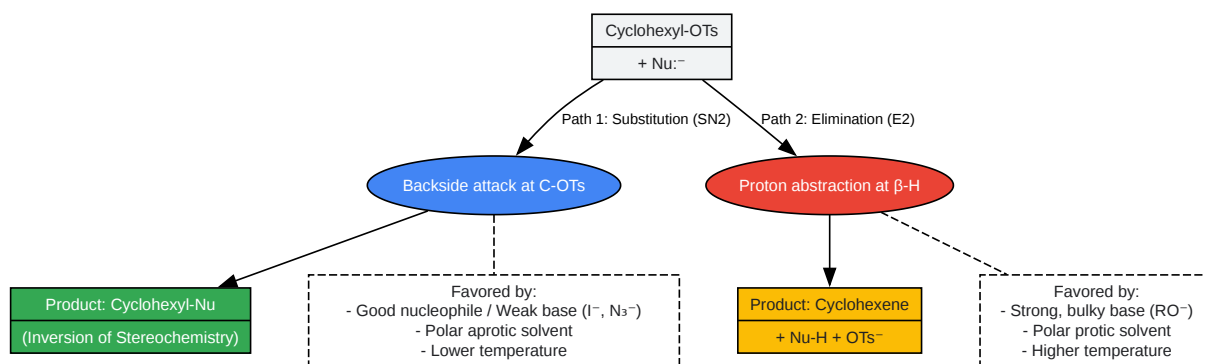 Cyclohexyl-OTs
+ Nu:⁻
Path 1: Substitution (SN2)
Path 2: Elimination (E2)
Backside attack at C-OTs
Proton abstraction at β-H
Product: Cyclohexyl-Nu
(Inversion of Stereochemistry)
Favored by:
- Good nucleophile / Weak base (I⁻, N₃⁻)
- Polar aprotic solvent
- Lower temperature
Product: Cyclohexene
+ Nu-H + OTs⁻
Favored by:
- Strong, bulky base (RO⁻)
- Polar protic solvent
- Higher temperature